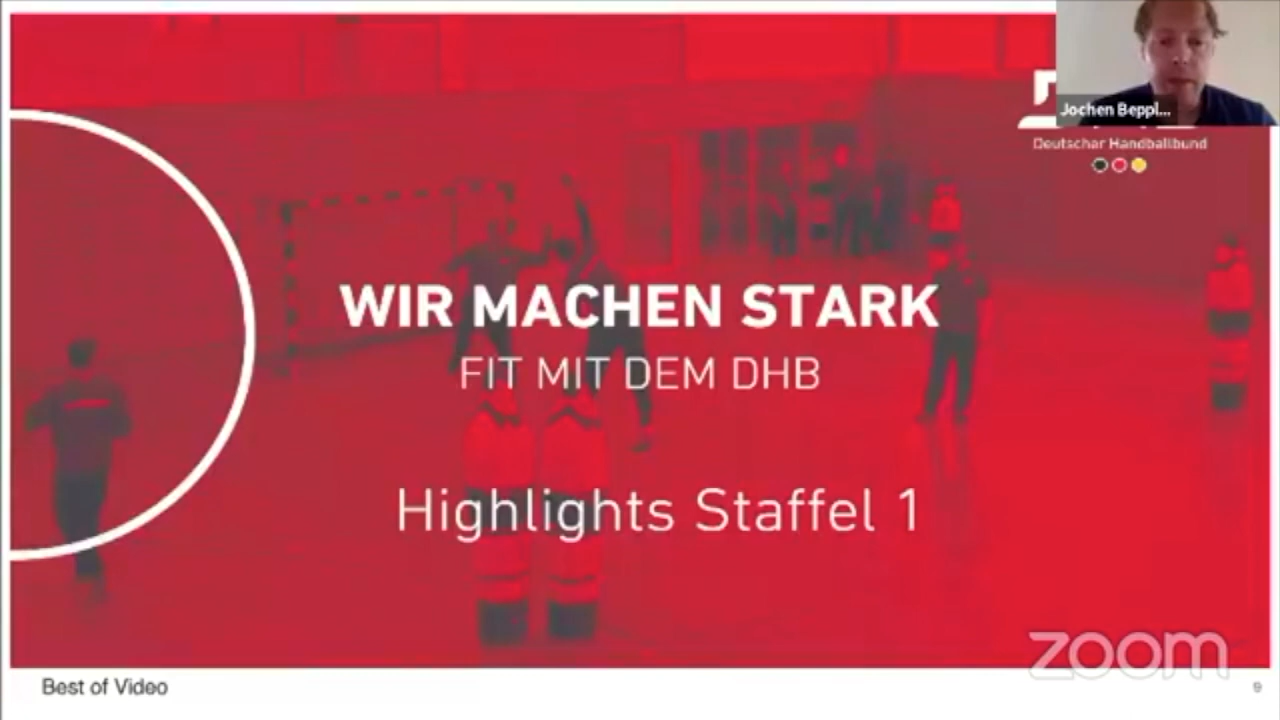 Jochen Beppl...
Deutscher Handballbund
WIR MACHEN STARK
FIT MIT DEM DHB
Highlights Staffel 1
zoom
Best of Video
9